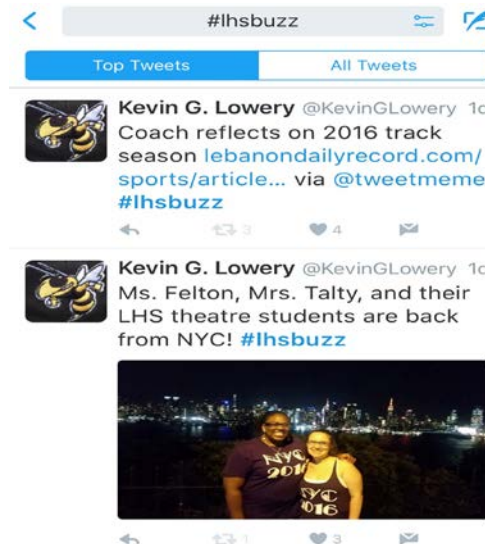 #lhsbuzz
Top Tweets All Tweets
Kevin G. Lowery @KevinGLowery 1d
Coach reflects on 2016 track
season lebanondailyrecord.com/
sports/article... via @tweetmeme
#lhsbuzz
3 4
Kevin G. Lowery @KevinGLowery 1d
Ms. Felton, Mrs. Talty, and their
LHS theatre students are back
from NYC! #lhsbuzz
NYC
2016
NYC
2016
1 3